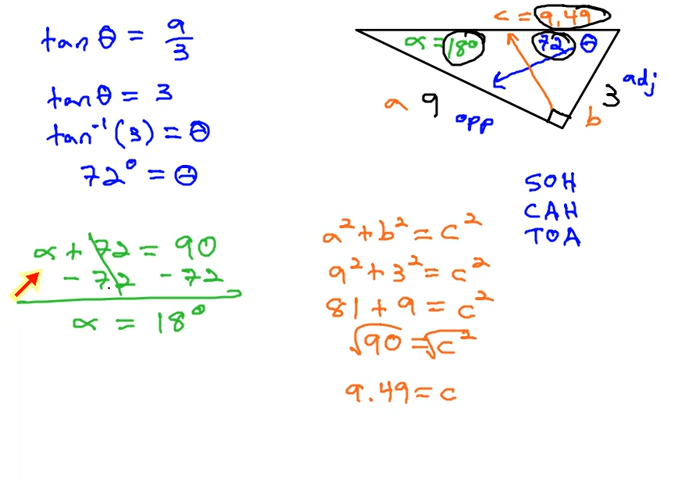 tan θ = 9/3
tan θ = 3
tan⁻¹(3) = θ
72° = θ
α + 72 = 90
- 72 - 72
α = 18°
c = 9.49
α = 18°
72 θ
a 9 opp
b 3 adj
SOH
CAH
TOA
a² + b² = c²
9² + 3² = c²
81 + 9 = c²
√90 = √c²
9.49 = c